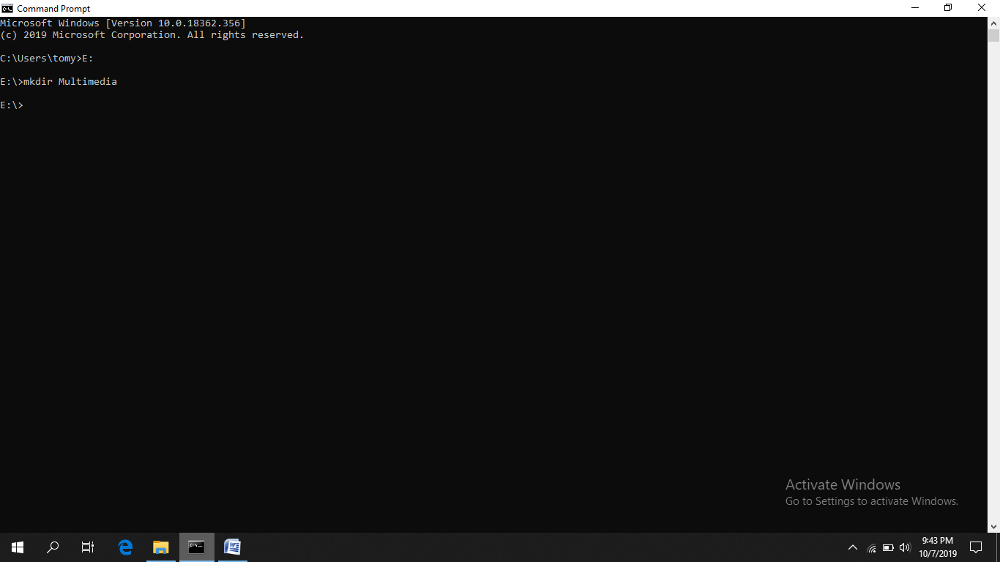 Command Prompt
Microsoft Windows [Version 10.0.18362.356]
(c) 2019 Microsoft Corporation. All rights reserved.
C:\Users\tomy>E:
E:\>mkdir Multimedia
E:\>
Activate Windows
Go to Settings to activate Windows.
9:43 PM
10/7/2019